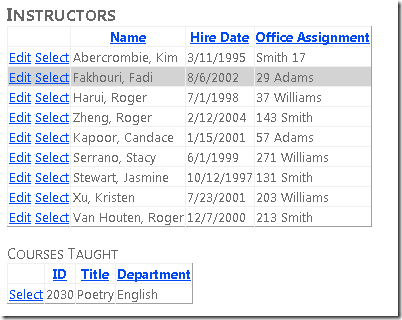 Instructors
Name Hire Date Office Assignment
Edit Select Abercrombie, Kim 3/11/1995 Smith 17
Edit Select Fakhouri, Fadi 8/6/2002 29 Adams
Edit Select Harui, Roger 7/1/1998 37 Williams
Edit Select Zheng, Roger 2/12/2004 143 Smith
Edit Select Kapoor, Candace 1/15/2001 57 Adams
Edit Select Serrano, Stacy 6/1/1999 271 Williams
Edit Select Stewart, Jasmine 10/12/1997 131 Smith
Edit Select Xu, Kristen 7/23/2001 203 Williams
Edit Select Van Houten, Roger 12/7/2000 213 Smith
Courses Taught
ID Title Department
Select 2030 Poetry English